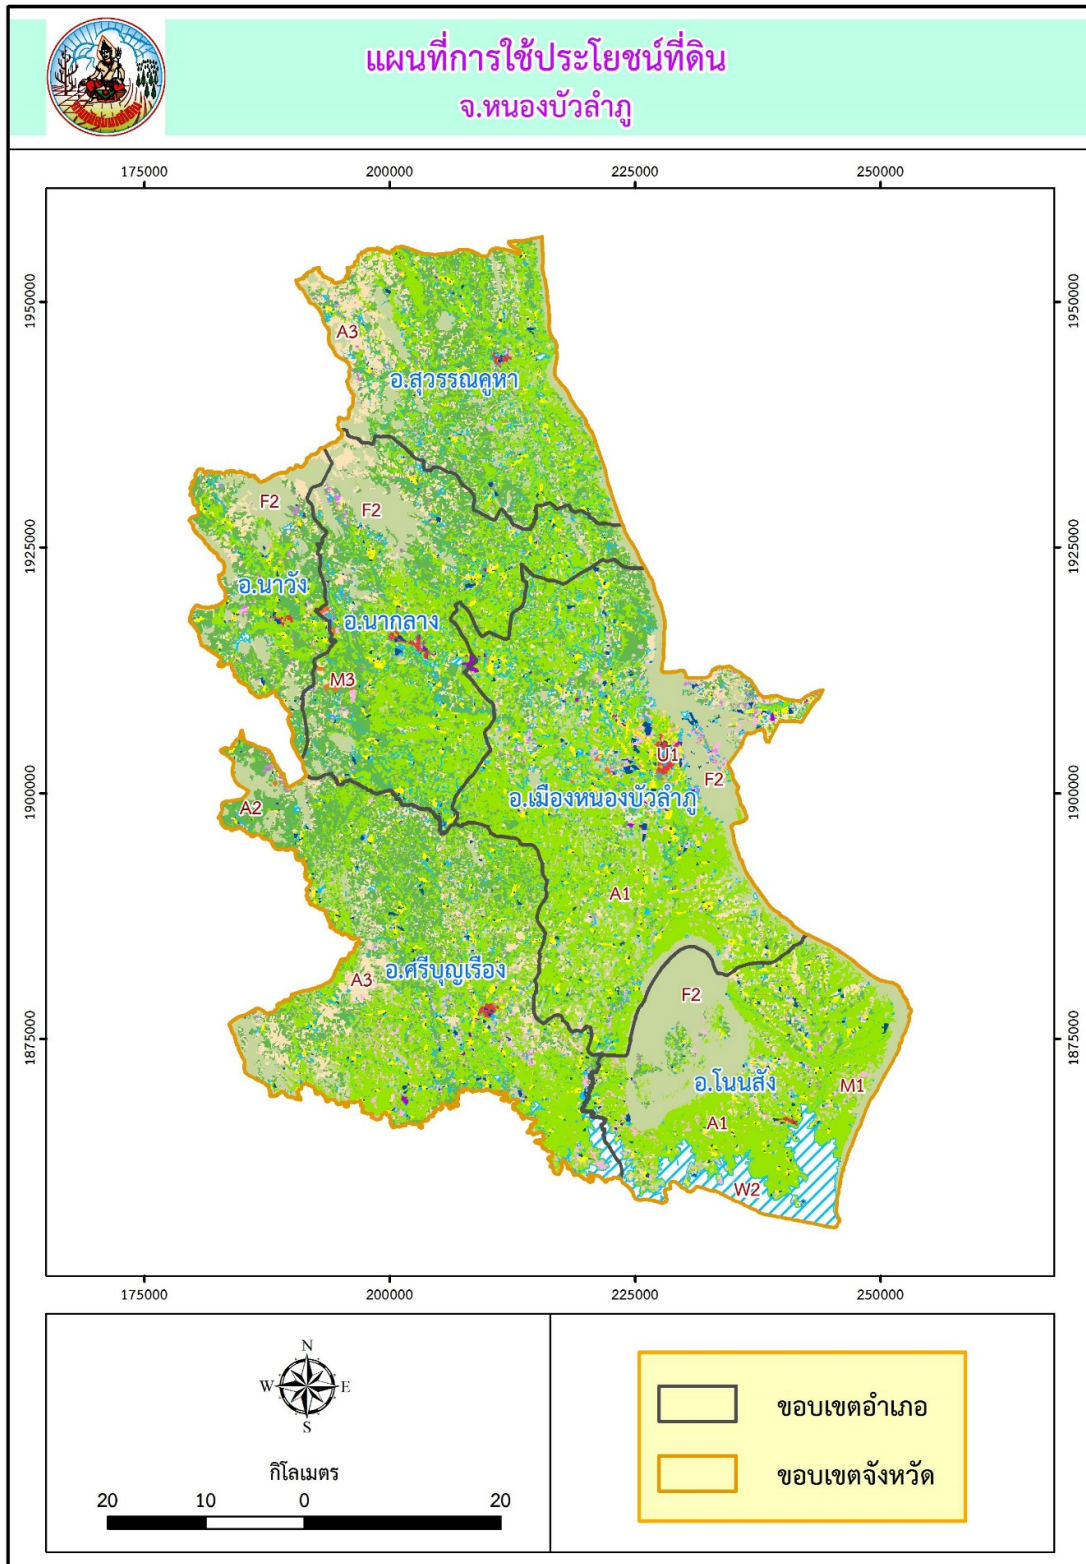 แผนที่การใช้ประโยชน์ที่ดิน
จ.หนองบัวลำภู
175000 200000 225000 250000
1950000 1950000
A3
อ.สุวรรณคูหา
F2 F2
1925000 1925000
อ.นาวัง
อ.นากลาง
M3
U1
F2
1900000 1900000
อ.เมืองหนองบัวลำภู
A2
A1
A3
อ.ศรีบุญเรือง
F2
1875000 1875000
อ.โนนสัง
M1
A1
W2
175000 200000 225000 250000
N
W E
S
กิโลเมตร
20 10 0 20
ขอบเขตอำเภอ
ขอบเขตจังหวัด